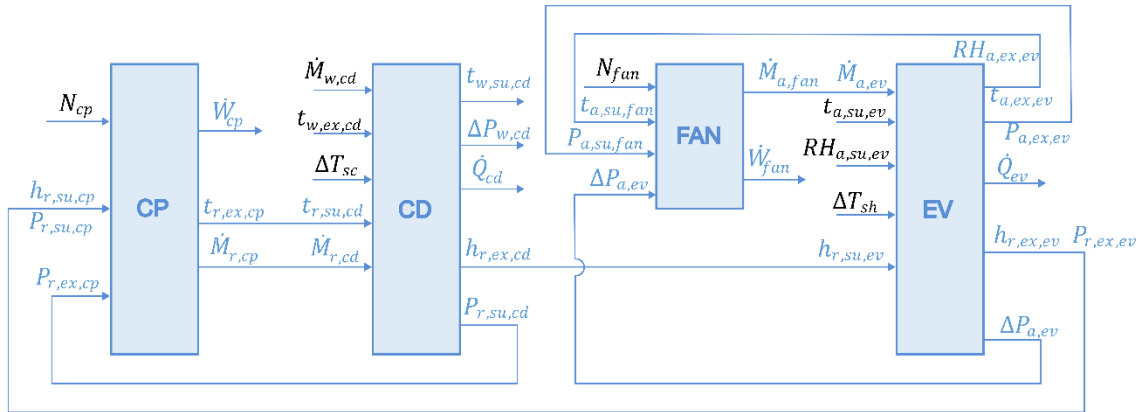 N_cp
h_r,su,cp
P_r,su,cp
P_r,ex,cp
CP
Ẇ_cp
t_r,ex,cp
Ṁ_r,cp
Ṁ_w,cd
t_w,ex,cd
ΔT_sc
t_r,su,cd
Ṁ_r,cd
CD
t_w,su,cd
ΔP_w,cd
Q̇_cd
h_r,ex,cd
P_r,su,cd
N_fan
t_a,su,fan
P_a,su,fan
ΔP_a,ev
FAN
Ṁ_a,fan
Ẇ_fan
Ṁ_a,ev
t_a,su,ev
RH_a,su,ev
ΔT_sh
h_r,su,ev
EV
RH_a,ex,ev
t_a,ex,ev
P_a,ex,ev
Q̇_ev
h_r,ex,ev P_r,ex,ev
ΔP_a,ev